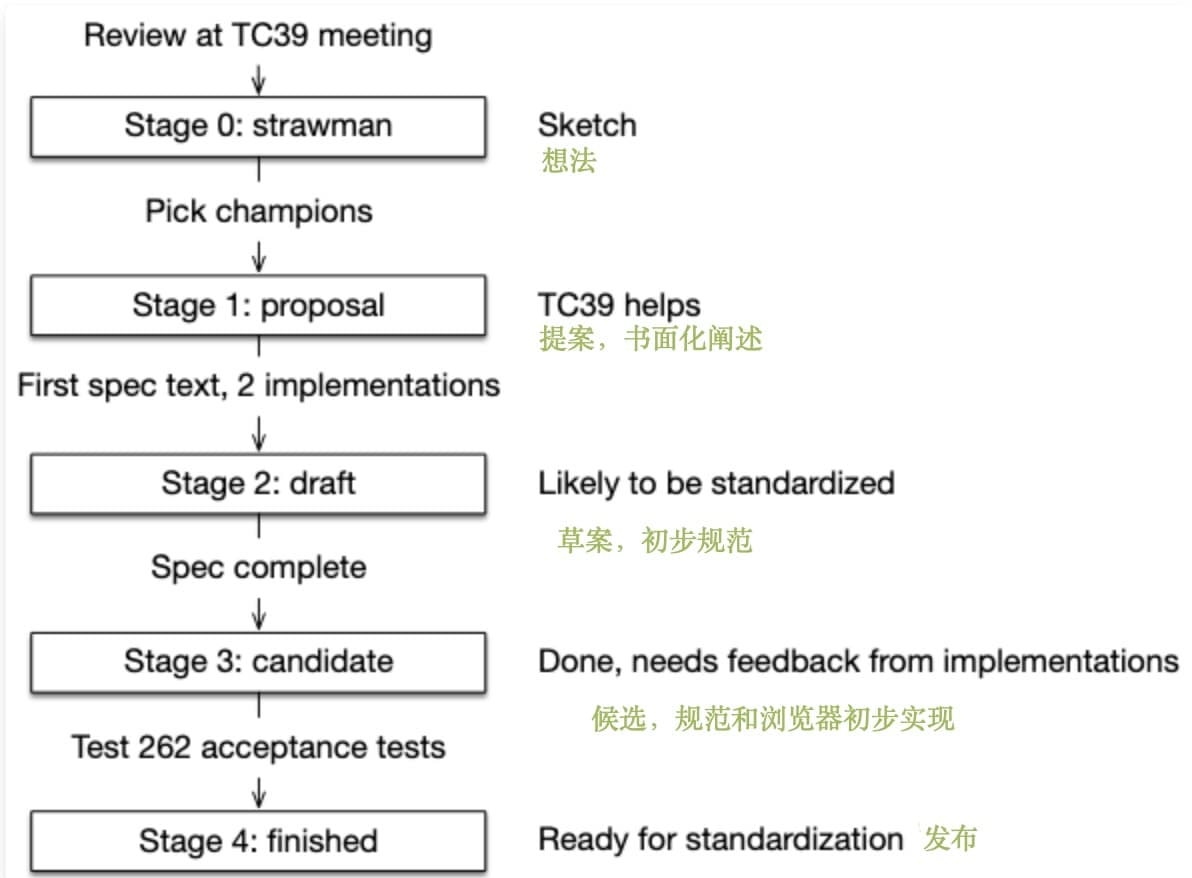 Review at TC39 meeting
Stage 0: strawman
Sketch
想法
Pick champions
Stage 1: proposal
TC39 helps
提案，书面化阐述
First spec text, 2 implementations
Stage 2: draft
Likely to be standardized
草案，初步规范
Spec complete
Stage 3: candidate
Done, needs feedback from implementations
候选，规范和浏览器初步实现
Test 262 acceptance tests
Stage 4: finished
Ready for standardization 发布